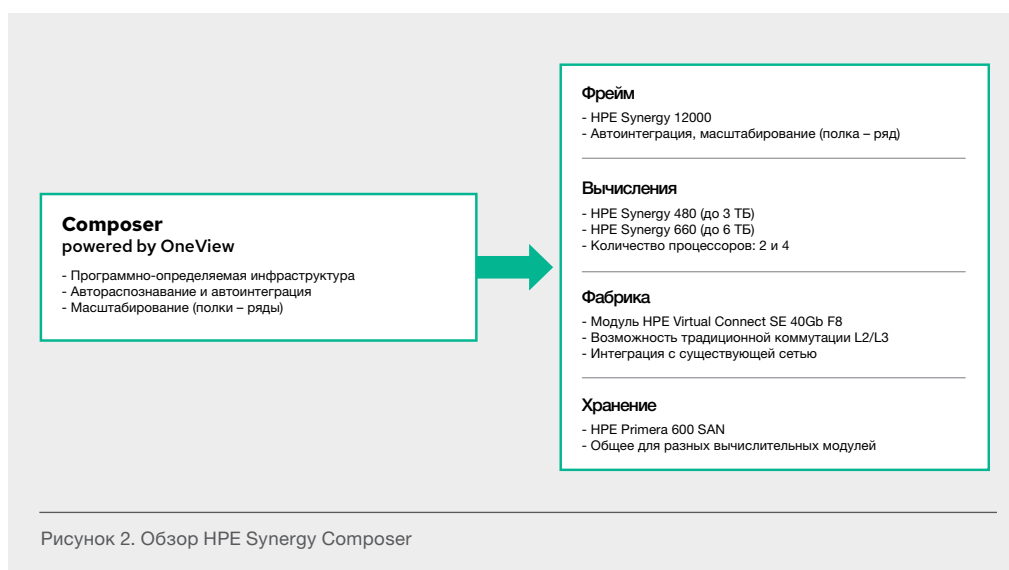 Composer
powered by OneView
- Программно-определяемая инфраструктура
- Автораспознавание и автоинтеграция
- Масштабирование (полки – ряды)
Фрейм
- HPE Synergy 12000
- Автоинтеграция, масштабирование (полка – ряд)
Вычисления
- HPE Synergy 480 (до 3 ТБ)
- HPE Synergy 660 (до 6 ТБ)
- Количество процессоров: 2 и 4
Фабрика
- Модуль HPE Virtual Connect SE 40Gb F8
- Возможность традиционной коммутации L2/L3
- Интеграция с существующей сетью
Хранение
- HPE Primera 600 SAN
- Общее для разных вычислительных модулей
Рисунок 2. Обзор HPE Synergy Composer